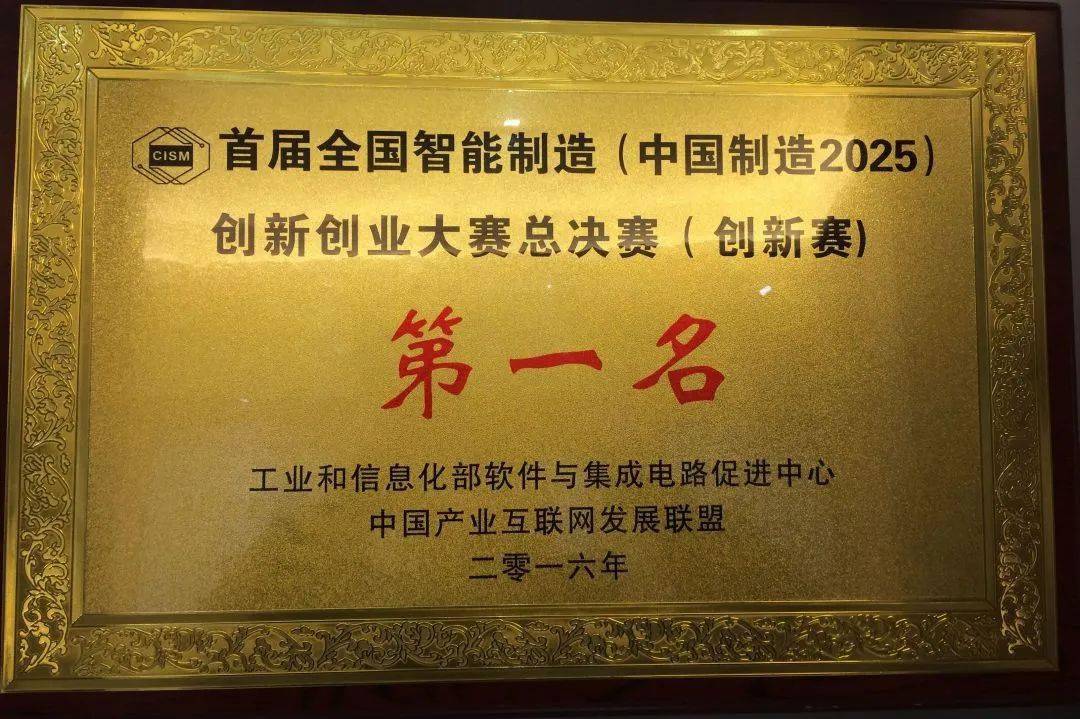 CISM 首届全国智能制造（中国制造2025）
创新创业大赛总决赛（创新赛)
第一名
工业和信息化部软件与集成电路促进中心
中国产业互联网发展联盟
二零一六年